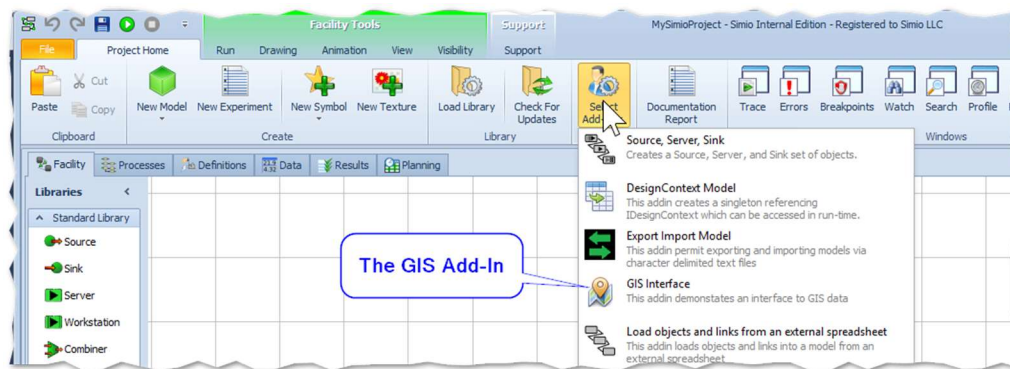 Facility Tools
Support
MySimioProject - Simio Internal Edition - Registered to Simio LLC
File
Project Home
Run
Drawing
Animation
View
Visibility
Support
Paste
Cut
Copy
New Model
New Experiment
New Symbol
New Texture
Load Library
Check For
Updates
Select
Documentation
Report
Trace
Errors
Breakpoints
Watch
Search
Profile
Clipboard
Create
Library
Windows
Facility
Processes
Definitions
Data
Results
Planning
Libraries
Standard Library
Source
Sink
Server
Workstation
Combiner
The GIS Add-In
Source, Server, Sink
Creates a Source, Server, and Sink set of objects.
DesignContext Model
This addin creates a singleton referencing
IDesignContext which can be accessed in run-time.
Export Import Model
This addin permit exporting and importing models via
character delimited text files
GIS Interface
This addin demonstates an interface to GIS data
Load objects and links from an external spreadsheet
This addin loads objects and links into a model from an
external spreadsheet